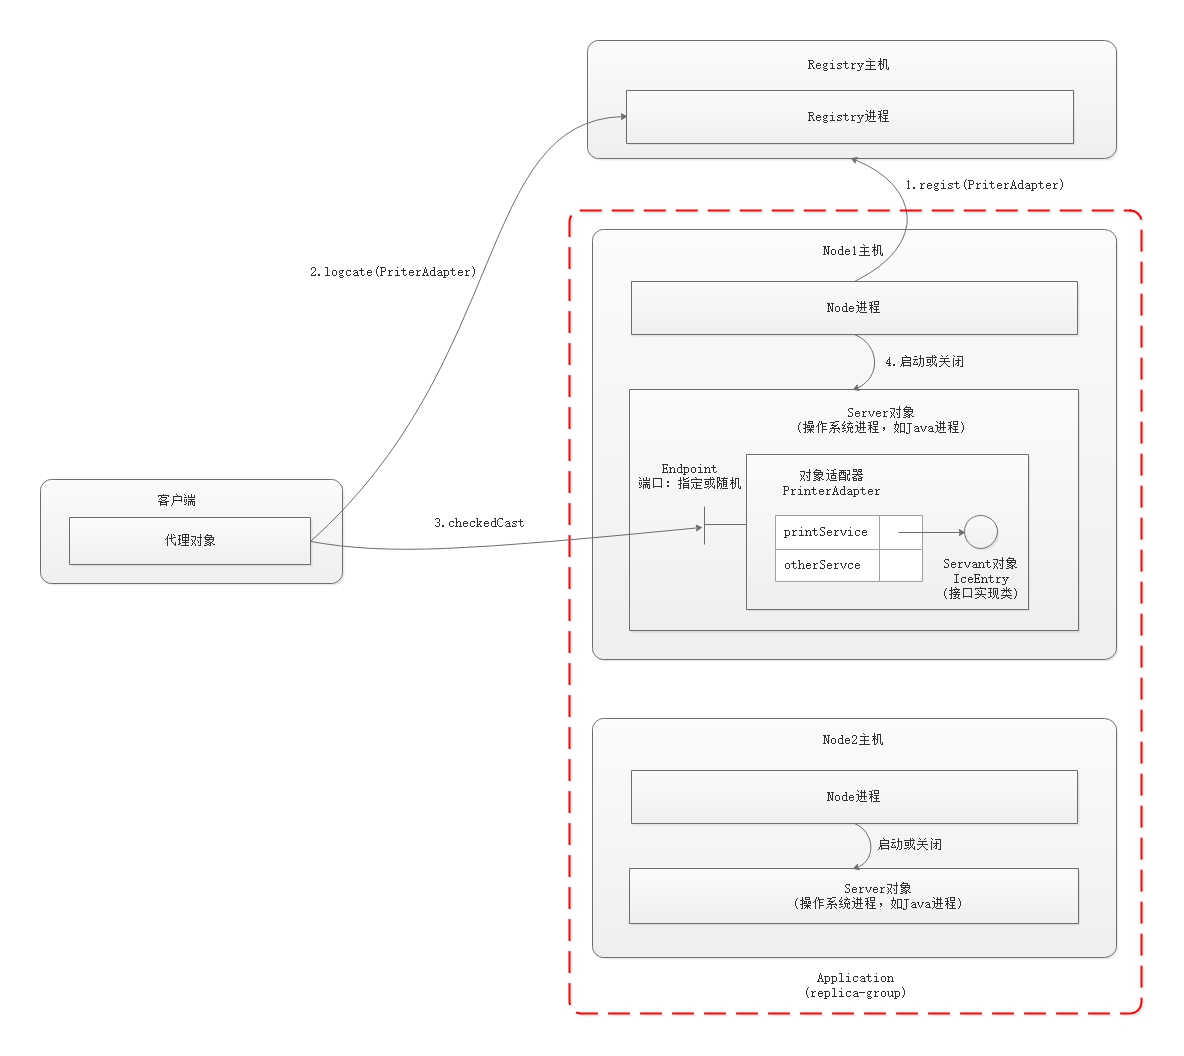 Registry主机
Registry进程
1.regist(PriterAdapter)
2.logcate(PriterAdapter)
Node1主机
Node进程
4.启动或关闭
Server对象
(操作系统进程，如Java进程)
Endpoint
端口：指定或随机
对象适配器
PrinterAdapter
printService
otherServce
Servant对象
IceEntry
(接口实现类)
客户端
代理对象
3.checkedCast
Node2主机
Node进程
启动或关闭
Server对象
(操作系统进程，如Java进程)
Application
(replica-group)